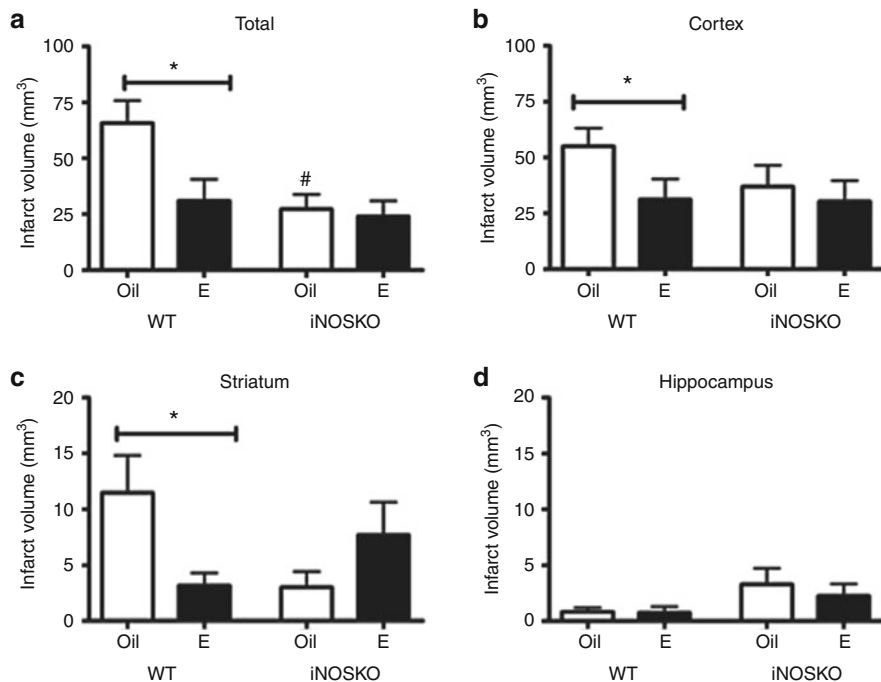 a
Total
Infarct volume (mm³)
100
75
50
25
0
*
#
Oil
E
Oil
E
WT
iNOSKO
b
Cortex
Infarct volume (mm³)
100
75
50
25
0
*
Oil
E
Oil
E
WT
iNOSKO
c
Striatum
Infarct volume (mm³)
20
15
10
5
0
*
Oil
E
Oil
E
WT
iNOSKO
d
Hippocampus
Infarct volume (mm³)
20
15
10
5
0
Oil
E
Oil
E
WT
iNOSKO